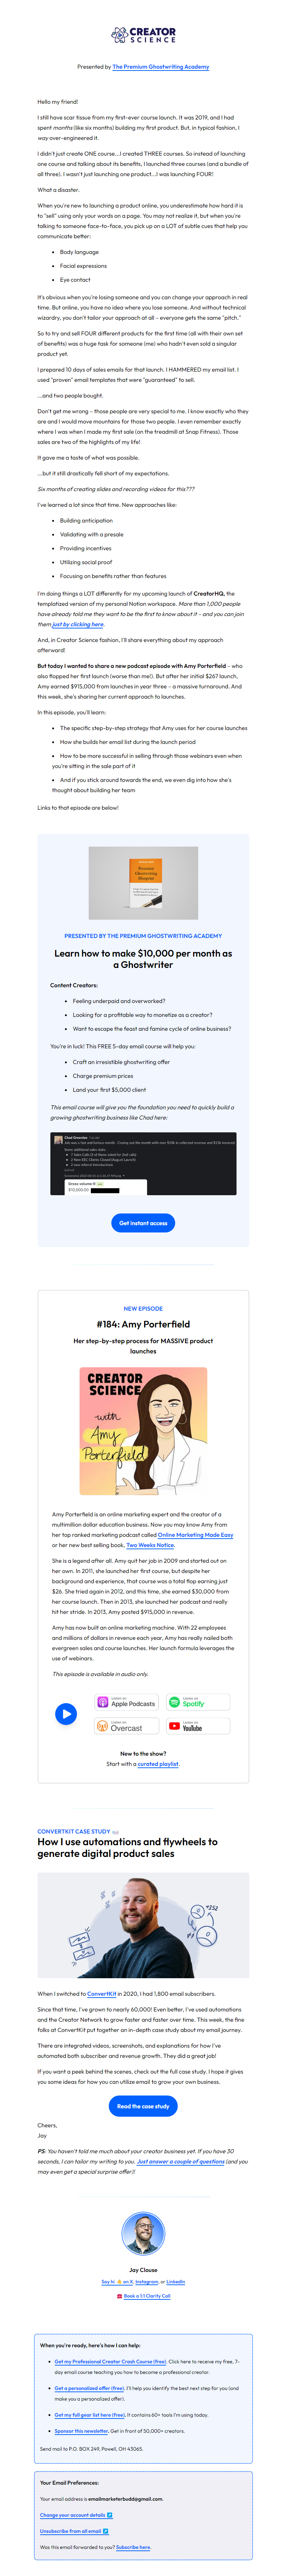 CREATOR
SCIENCE
Presented by The Premium Ghostwriting Academy
Hello my friend!
I still have scar tissue from my first-ever course launch. It was 2019, and I had
spent months (like six months) building my first product. But, in typical fashion, I
way over-engineered it.
I didn't just create ONE course...I created THREE courses. So instead of launching
one course and talking about its benefits, I launched three courses (and a bundle of
all three). I wasn't just launching one product...I was launching FOUR!
What a disaster.
When you're new to launching a product online, you underestimate how hard it is
to "sell" using only your words on a page. You may not realize it, but when you're
talking to someone face-to-face, you pick up on a LOT of subtle cues that help you
communicate better:
• Body language
• Facial expressions
• Eye contact
It's obvious when you're losing someone and you can change your approach in real
time. But online, you have no idea where you lose someone. And without technical
wizardry, you don't tailor your approach at all – everyone gets the same "pitch."
So to try and sell FOUR different products for the first time (all with their own set
of benefits) was a huge task for someone (me) who hadn't even sold a singular
product yet.
I prepared 10 days of sales emails for that launch. I HAMMERED my email list. I
used "proven" email templates that were "guaranteed" to sell.
...and two people bought.
Don't get me wrong – those people are very special to me. I know exactly who they
are and I would move mountains for those two people. I even remember exactly
where I was when I made my first sale (on the treadmill at Snap Fitness). Those
sales are two of the highlights of my life!
It gave me a taste of what was possible.
...but it still drastically fell short of my expectations.
Six months of creating slides and recording videos for this???
I've learned a lot since that time. New approaches like:
• Building anticipation
• Validating with a presale
• Providing incentives
• Utilizing social proof
• Focusing on benefits rather than features
I'm doing things a LOT differently for my upcoming launch of CreatorHQ, the
templatized version of my personal Notion workspace. More than 1,000 people
have already told me they want to be the first to know about it – and you can join
them just by clicking here.
And, in Creator Science fashion, I'll share everything about my approach
afterward!
But today I wanted to share a new podcast episode with Amy Porterfield – who
also flopped her first launch (worse than me!). But after her initial $267 launch,
Amy earned $915,000 from launches in year three – a massive turnaround. And
this week, she's sharing her current approach to launches.
In this episode, you'll learn:
• The specific step-by-step strategy that Amy uses for her course launches
• How she builds her email list during the launch period
• How to be more successful in selling through those webinars even when
you're sitting in the sale part of it
• And if you stick around towards the end, we even dig into how she's
thought about building her team
Links to that episode are below!
PRESENTED BY THE PREMIUM GHOSTWRITING ACADEMY
Learn how to make $10,000 per month as
a Ghostwriter
Content Creators:
• Feeling underpaid and overworked?
• Looking for a profitable way to monetize as a creator?
• Want to escape the feast and famine cycle of online business?
You're in luck! This FREE 5-day email course will help you:
• Craft an irresistible ghostwriting offer
• Charge premium prices
• Land your first $5,000 client
This email course will give you the foundation you need to quickly build a
growing ghostwriting business like Chad here:
Get instant access
NEW EPISODE
#184: Amy Porterfield
Her step-by-step process for MASSIVE product
launches
CREATOR
SCIENCE
with
Amy
Porterfield
Amy Porterfield is an online marketing expert and the creator of a
multimillion dollar education business. Now you may know Amy from
her top ranked marketing podcast called Online Marketing Made Easy
or her new best selling book, Two Weeks Notice.
She is a legend after all. Amy quit her job in 2009 and started out on
her own. In 2011, she launched her first course, but despite her
background and experience, that course was a total flop earning just
$26. She tried again in 2012, and this time, she earned $30,000 from
her course launch. Then in 2013, she launched her podcast and really
hit her stride. In 2013, Amy posted $915,000 in revenue.
Amy has now built an online marketing machine. With 22 employees
and millions of dollars in revenue each year, Amy has really nailed both
evergreen sales and course launches. Her launch formula leverages the
use of webinars.
This episode is available in audio only.
Listen on
Apple Podcasts
Listen on
Spotify
Listen on
Overcast
Listen on
YouTube
New to the show?
Start with a curated playlist.
CONVERTKIT CASE STUDY
How I use automations and flywheels to
generate digital product sales
+252
When I switched to ConvertKit in 2020, I had 1,800 email subscribers.
Since that time, I've grown to nearly 60,000! Even better, I've used automations
and the Creator Network to grow faster and faster over time. This week, the fine
folks at ConvertKit put together an in-depth case study about my email journey.
There are integrated videos, screenshots, and explanations for how I've
automated both subscriber and revenue growth. They did a great job!
If you want a peek behind the scenes, check out the full case study. I hope it gives
you some ideas for how you can utilize email to grow your own business.
Read the case study
Cheers,
Jay
PS: You haven't told me much about your creator business yet. If you have 30
seconds, I can tailor my writing to you. Just answer a couple of questions (and you
may even get a special surprise offer)!
Jay Clouse
Say hi 👋 on X, Instagram, or LinkedIn
☎️ Book a 1:1 Clarity Call
When you're ready, here's how I can help:
• Get my Professional Creator Crash Course (free). Click here to receive my free, 7-
day email course teaching you how to become a professional creator.
• Get a personalized offer (free). I'll help you identify the best next step for you (and
make you a personalized offer).
• Get my full gear list here (free). It contains 60+ tools I'm using today.
• Sponsor this newsletter. Get in front of 50,000+ creators.
Send mail to P.O. BOX 249, Powell, OH 43065.
Your Email Preferences:
Your email address is emailmarketerbudd@gmail.com.
Change your account details ↗️
Unsubscribe from all email ↗️
Was this email forwarded to you? Subscribe here.